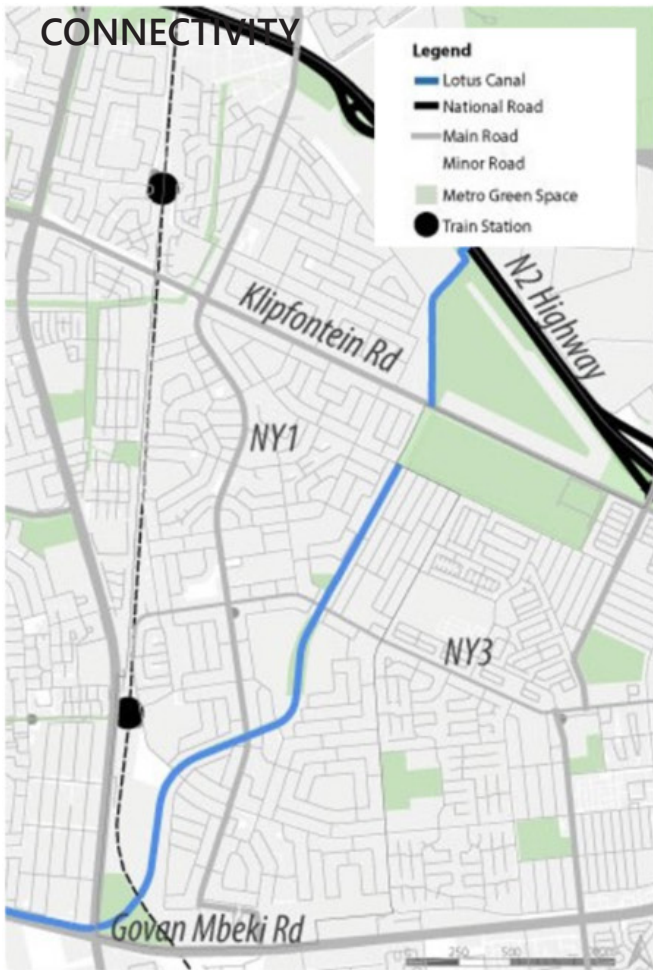 CONNECTIVITY
Legend
Lotus Canal
National Road
Main Road
Minor Road
Metro Green Space
Train Station
N2 Highway
Klipfontein Rd
NY1
NY3
Govan Mbeki Rd
250
500